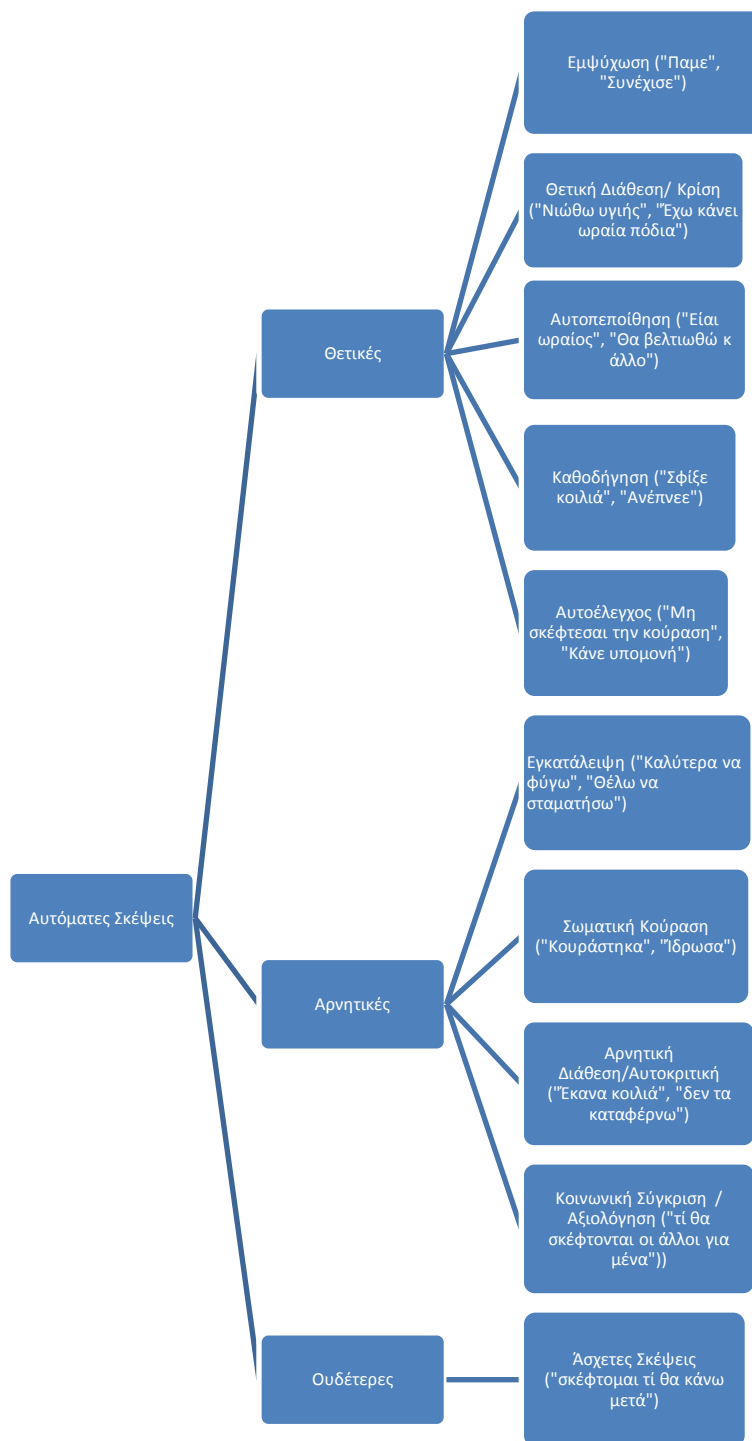 Εμψύχωση ("Παμε",
"Συνέχισε")
Θετική Διάθεση/ Κρίση
("Νιώθω υγιής", "Έχω κάνει
ωραία πόδια")
Θετικές
Αυτοπεποίθηση ("Είαι
ωραίος", "Θα βελτιωθώ κ
άλλο")
Καθοδήγηση ("Σφίξε
κοιλιά", "Ανέπνεε")
Αυτοέλεγχος ("Μη
σκέφτεσαι την κούραση",
"Κάνε υπομονή")
Αυτόματες Σκέψεις
Αρνητικές
Εγκατάλειψη ("Καλύτερα να
φύγω", "Θέλω να
σταματήσω")
Σωματική Κούραση
("Κουράστηκα", "Ίδρωσα")
Αρνητική
Διάθεση/Αυτοκριτική
("Έκανα κοιλιά", "δεν τα
καταφέρνω")
Κοινωνική Σύγκριση /
Αξιολόγηση ("τί θα
σκέφτονται οι άλλοι για
μένα"))
Ουδέτερες
Άσχετες Σκέψεις
("σκέφτομαι τί θα κάνω
μετά")